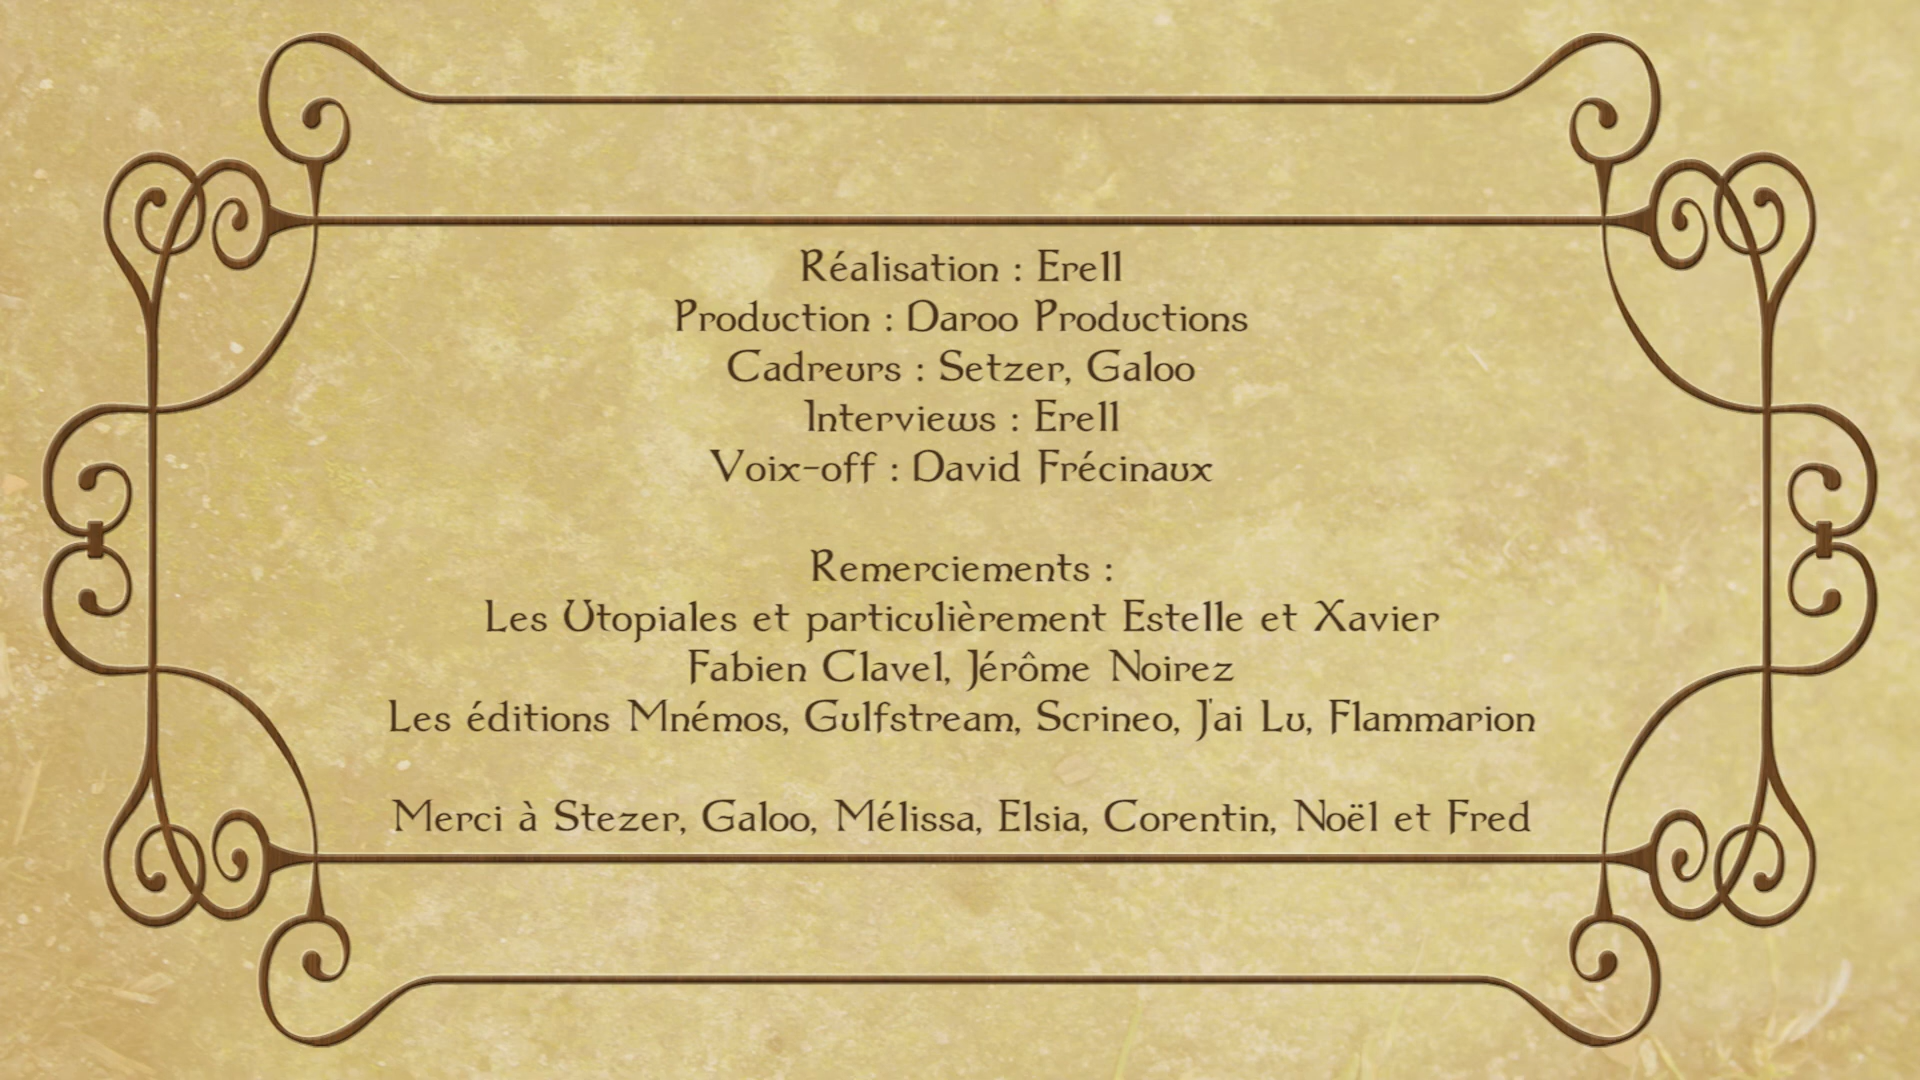 Réalisation : Erell
Production : Daroo Productions
Cadreurs : Setzer, Galoo
Interviews : Erell
Voix-off : David Frécinaux
Remerciements :
Les Utopiales et particulièrement Estelle et Xavier
Fabien Clavel, Jérôme Noirez
Les éditions Mnémos, Gulfstream, Scrineo, J'ai Lu, Flammarion
Merci à Stezer, Galoo, Mélissa, Elsia, Corentin, Noël et Fred